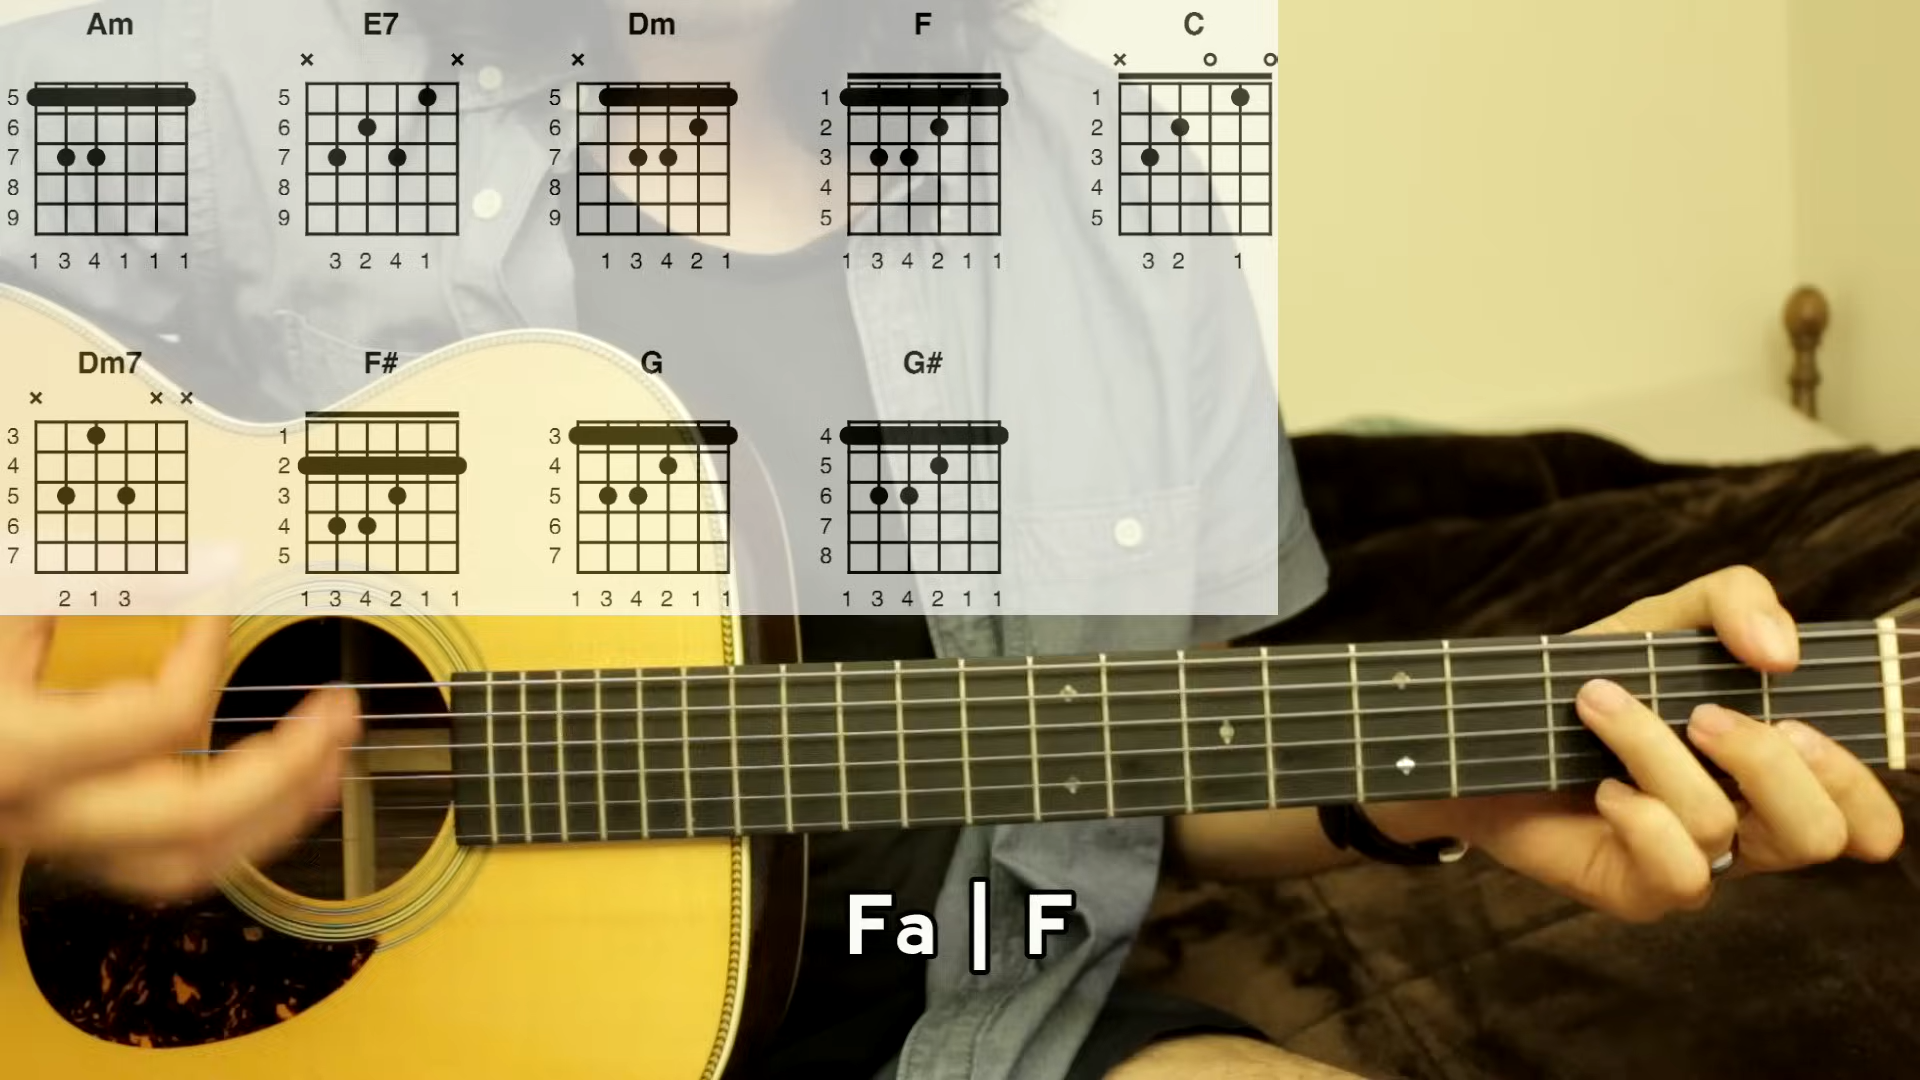 Am E7 Dm F C
× × × × × o o
5 5 5 1 1
6 6 6 2 2
7 7 7 3 3
8 8 8 4 4
9 9 9 5 5
1 3 4 1 1 1 3 2 4 1 1 3 4 2 1 1 3 4 2 1 1 3 2 1
Dm7 F# G G#
× × ×
3 1 3 4
4 2 4 5
5 3 5 6
6 4 6 7
7 5 7 8
2 1 3 1 3 4 2 1 1 1 3 4 2 1 1 1 3 4 2 1 1
Fa | F